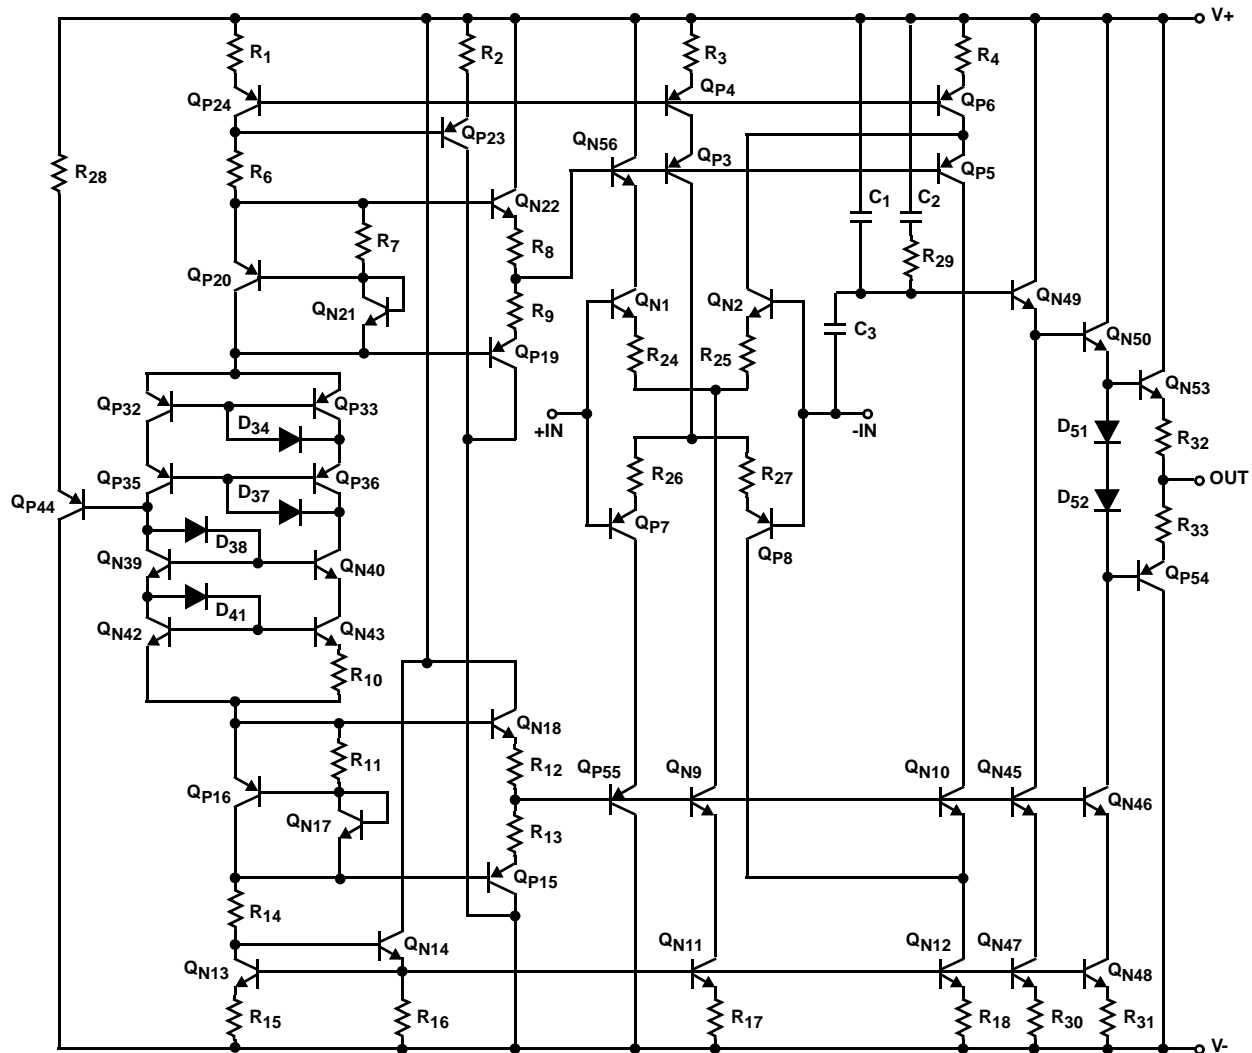 V+
R1
R2
R3
R4
QP24
QP4
QP6
QP23
QN56
QP3
QP5
R28
R6
C1
C2
QN22
R7
R8
R29
QP20
QN21
QN1
QN2
QN49
R9
C3
QN50
QP19
R24
R25
QP32
QP33
QN53
D34
+IN
-IN
D51
R32
QP35
QP36
R26
R27
OUT
D37
QP44
D52
QP7
R33
D38
QP8
QN39
QN40
QP54
D41
QN42
QN43
R10
QN18
R11
R12
QP55
QN9
QN10
QN45
QP16
QN46
QN17
R13
QP15
R14
QN14
QN11
QN12
QN47
QN13
QN48
R15
R16
R17
R18
R30
R31
V-